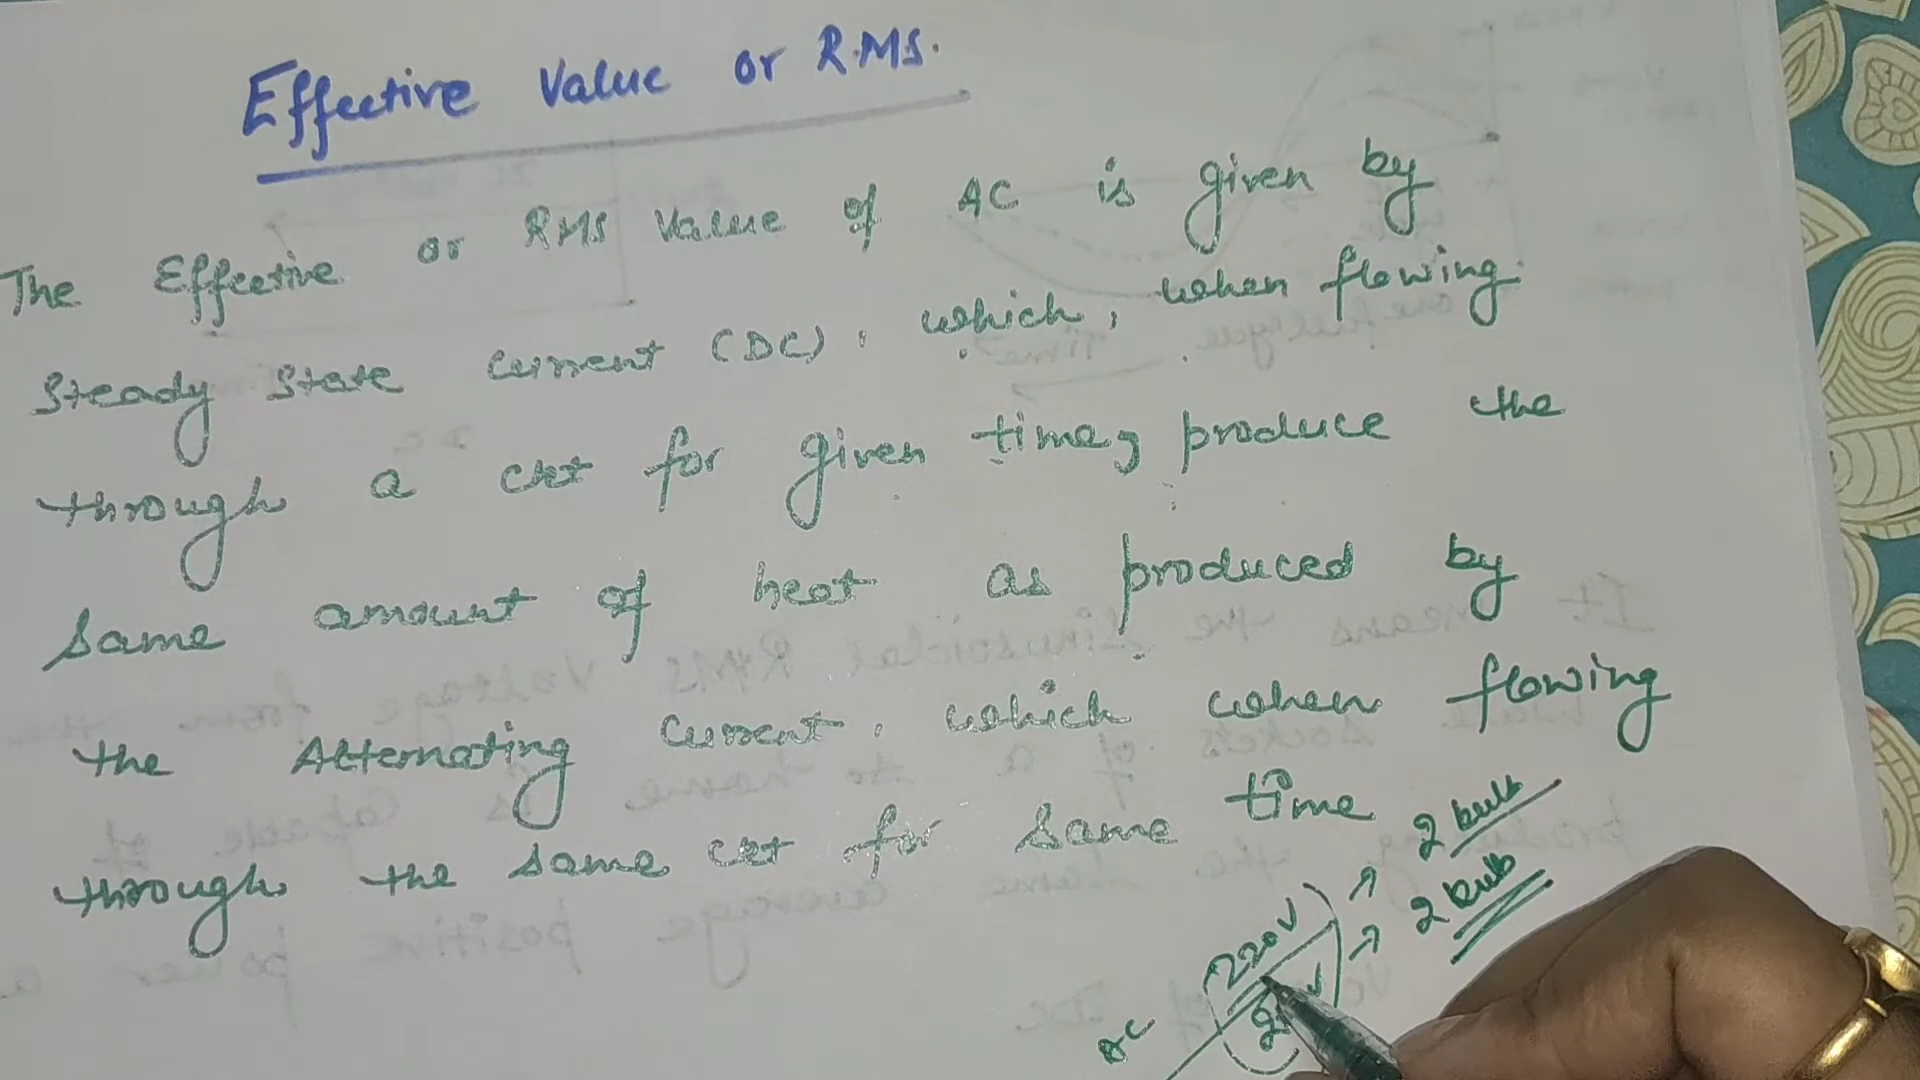 Effective Value or R.M.S.
The Effective or RMS Value of AC is given by
Steady State current (DC), which, when flowing
through a ckt for given time, produce the
Same amount of heat as produced by
the Alternating Current, which when flowing
through the same ckt for same time
2 bulb
2 bulb
220V
DC